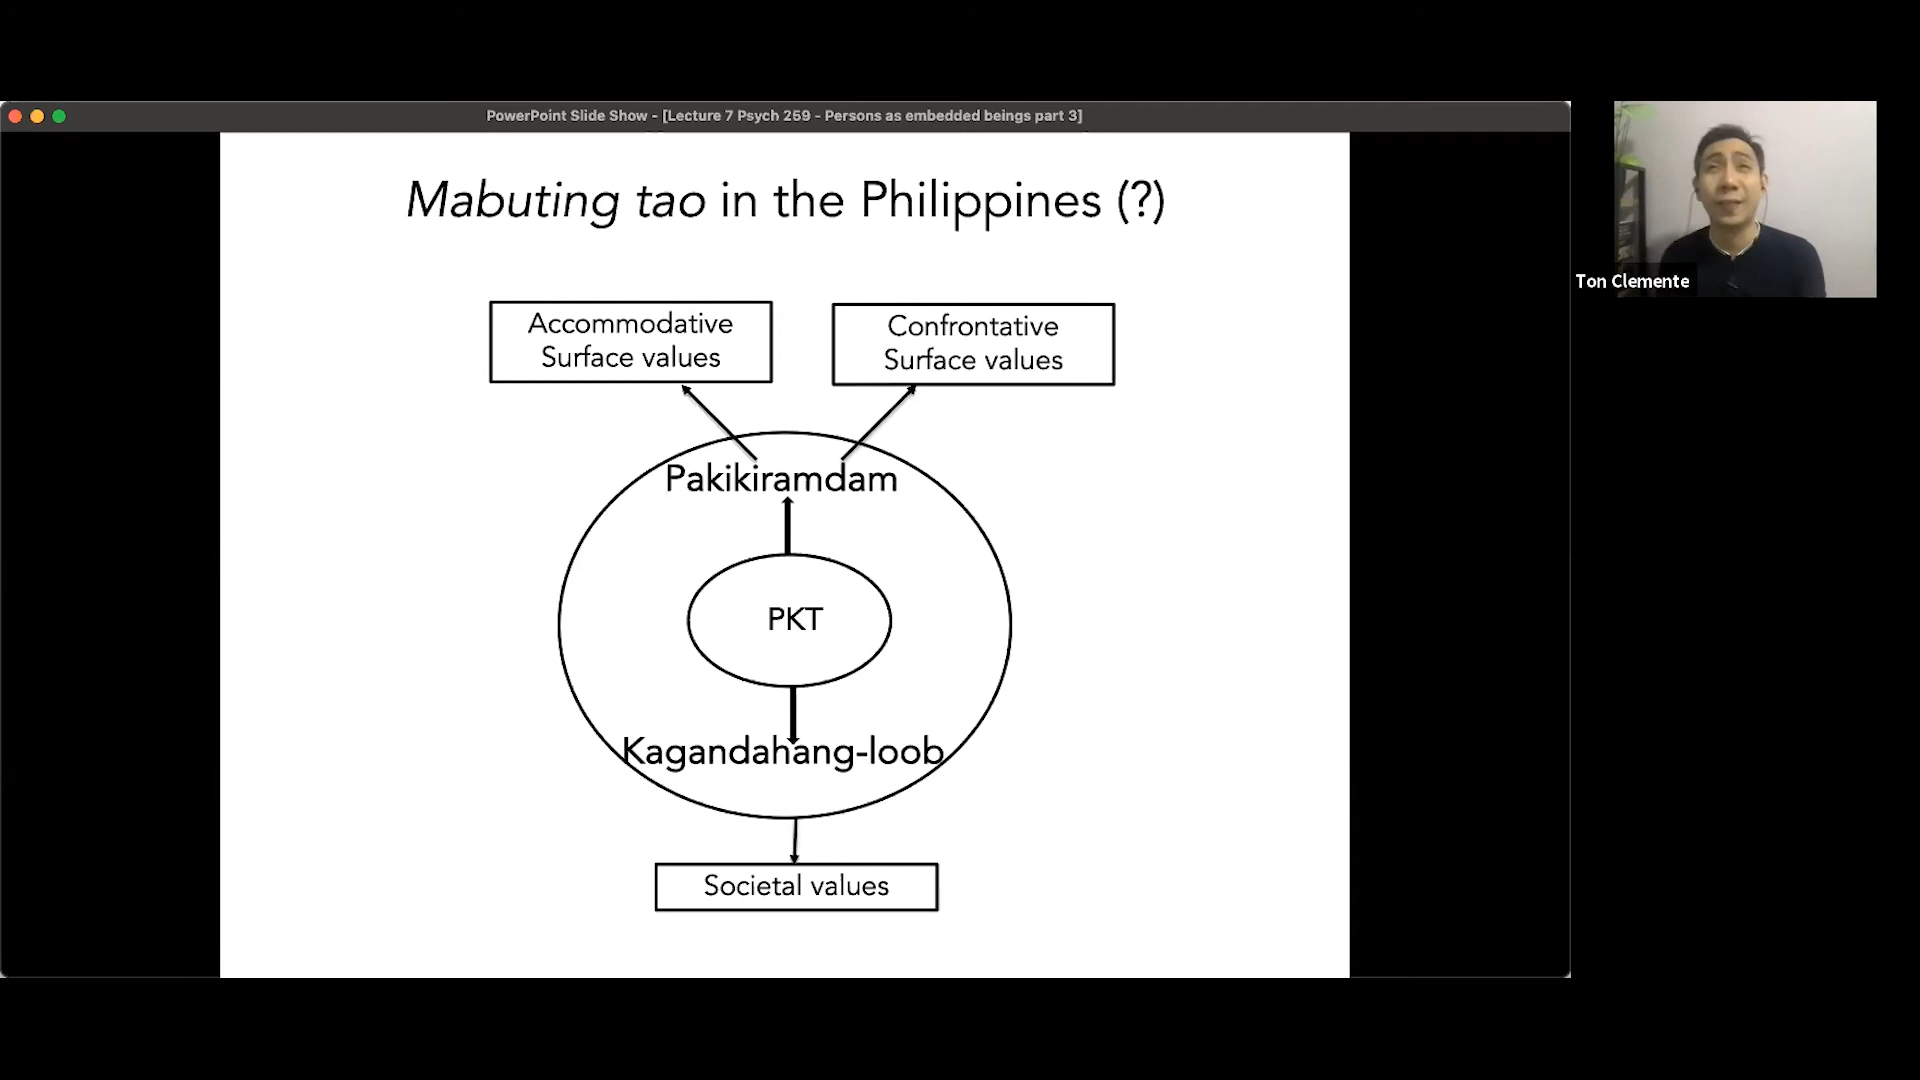 PowerPoint Slide Show - [Lecture 7 Psych 259 - Persons as embedded beings part 3]
Mabuting tao in the Philippines (?)
Accommodative
Surface values
Confrontative
Surface values
Pakikiramdam
PKT
Kagandahang-loob
Societal values
Ton Clemente